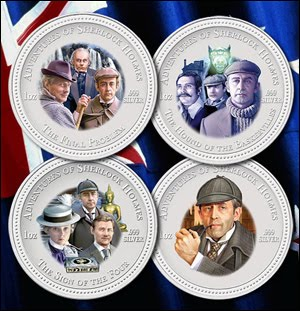 ADVENTURES OF SHERLOCK HOLMES
1 OZ
.999 SILVER
THE FINAL PROBLEM
ADVENTURES OF SHERLOCK HOLMES
1 OZ
.999 SILVER
THE HOUND OF THE BASKERVILLES
ADVENTURES OF SHERLOCK HOLMES
1 OZ
.999 SILVER
THE SIGN OF THE FOUR
ADVENTURES OF SHERLOCK HOLMES
1 OZ
.999 SILVER